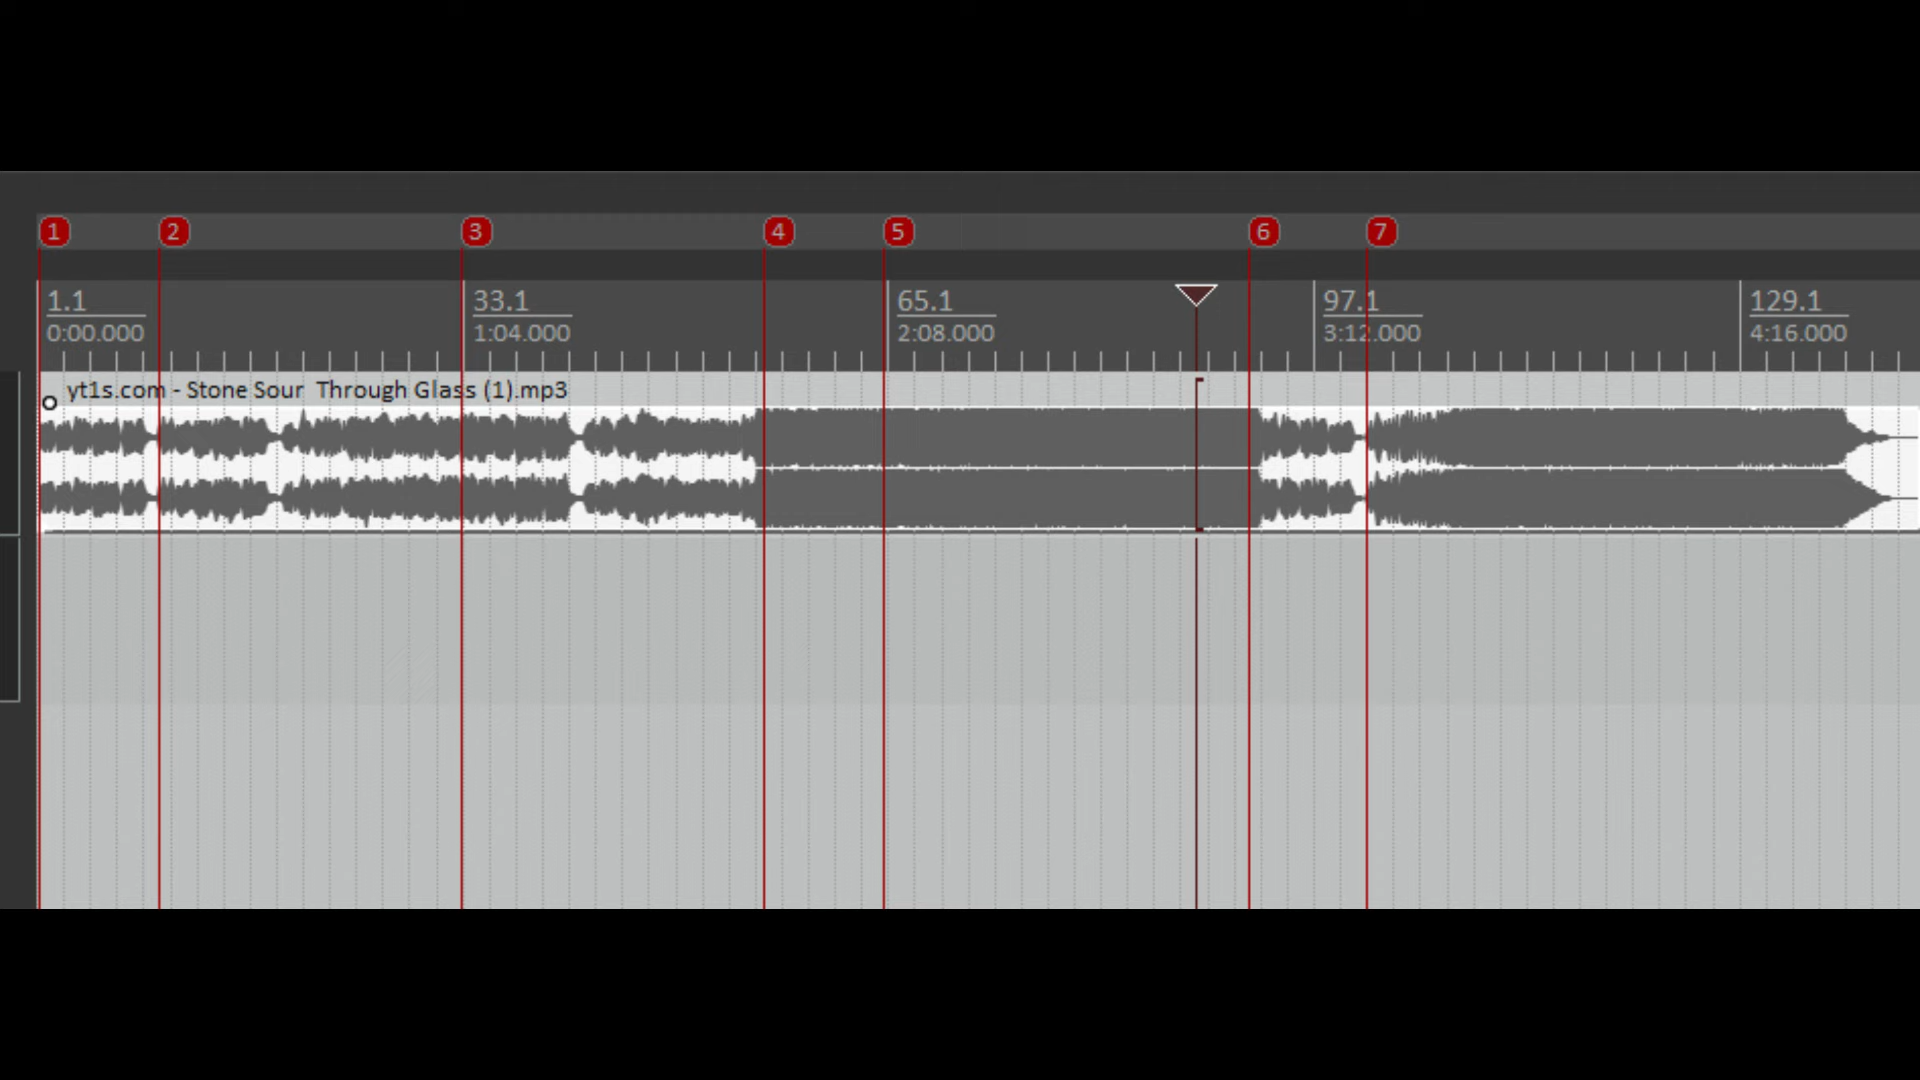 1 2 3 4 5 6 7
1.1 33.1 65.1 97.1 129.1
0:00.000 1:04.000 2:08.000 3:12.000 4:16.000
yt1s.com - Stone Sour  Through Glass (1).mp3